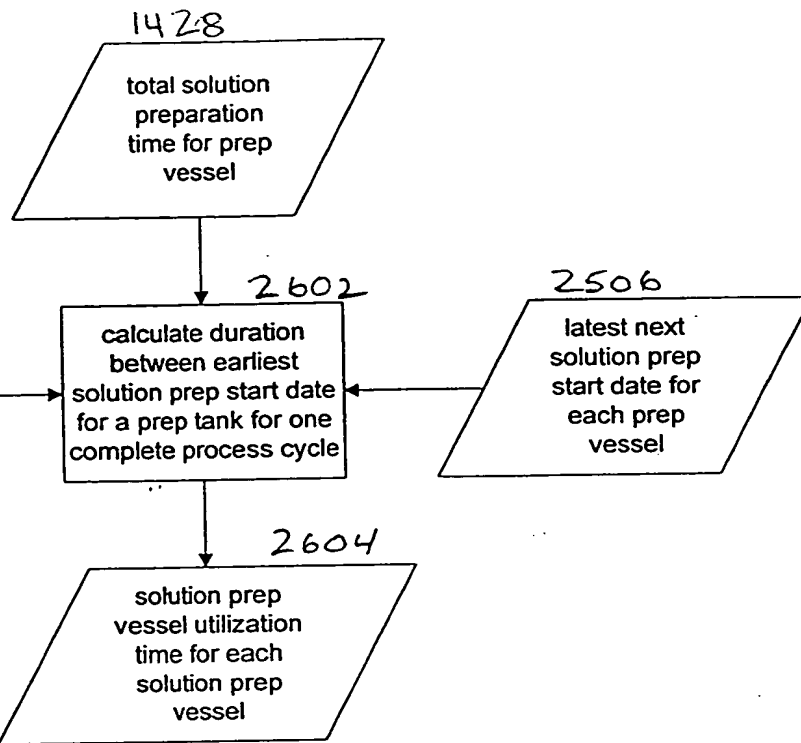 1428
total solution
preparation
time for prep
vessel
2602
calculate duration
between earliest
solution prep start date
for a prep tank for one
complete process cycle
2506
latest next
solution prep
start date for
each prep
vessel
2604
solution prep
vessel utilization
time for each
solution prep
vessel